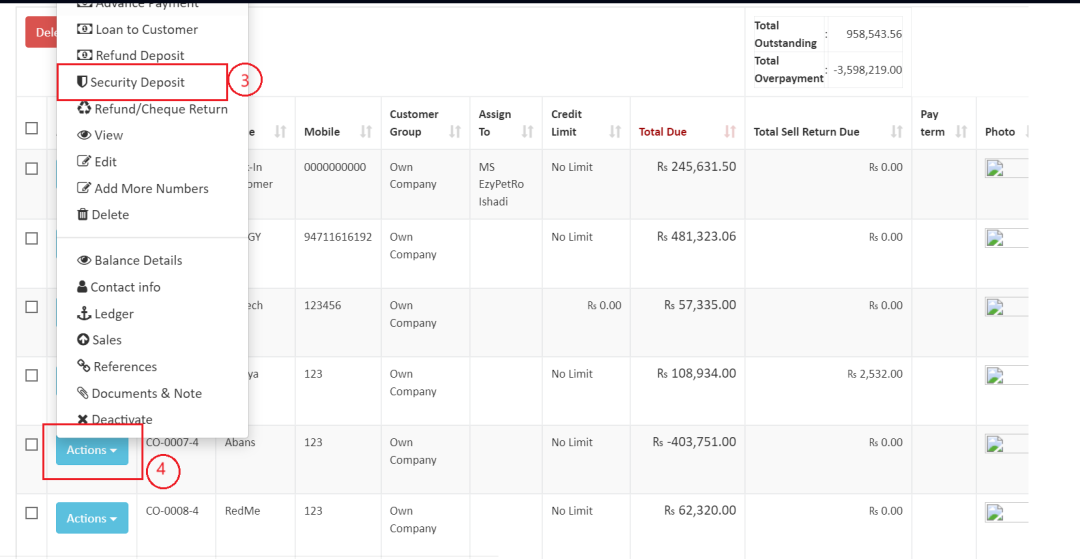 Advance Payment
Loan to Customer
Refund Deposit
Security Deposit
3
Refund/Cheque Return
View
Edit
Add More Numbers
Delete
Balance Details
Contact info
Ledger
Sales
References
Documents & Note
Deactivate
Dele
Total Outstanding : 958,543.56
Total Overpayment : -3,598,219.00
e Mobile Customer Group Assign To Credit Limit Total Due Total Sell Return Due Pay term Photo
t-In omer 0000000000 Own Company MS EzyPetRo Ishadi No Limit Rs 245,631.50 Rs 0.00
GY 94711616192 Own Company No Limit Rs 481,323.06 Rs 0.00
ech 123456 Own Company Rs 0.00 Rs 57,335.00 Rs 0.00
ya 123 Own Company No Limit Rs 108,934.00 Rs 2,532.00
Actions CO-0007-4 Abans 123 Own Company No Limit Rs -403,751.00 Rs 0.00
4
Actions CO-0008-4 RedMe 123 Own Company No Limit Rs 62,320.00 Rs 0.00